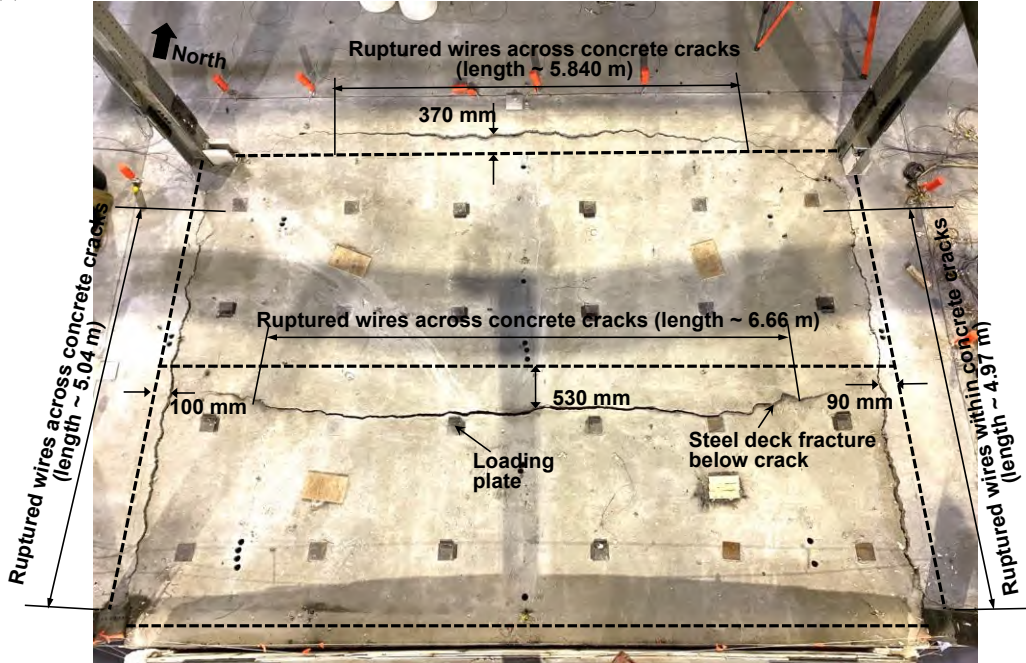 North
Ruptured wires across concrete cracks
(length ~ 5.840 m)
370 mm
Ruptured wires across concrete cracks
(length ~ 5.04 m)
Ruptured wires within concrete cracks
(length ~ 4.97 m)
Ruptured wires across concrete cracks (length ~ 6.66 m)
100 mm
530 mm
90 mm
Loading
plate
Steel deck fracture
below crack